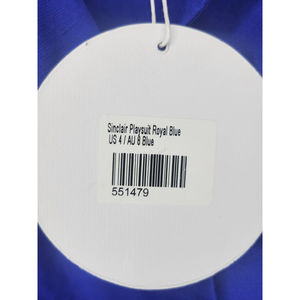 Sinclair Playsuit Royal Blue
US 4 / AU 8 Blue
551479